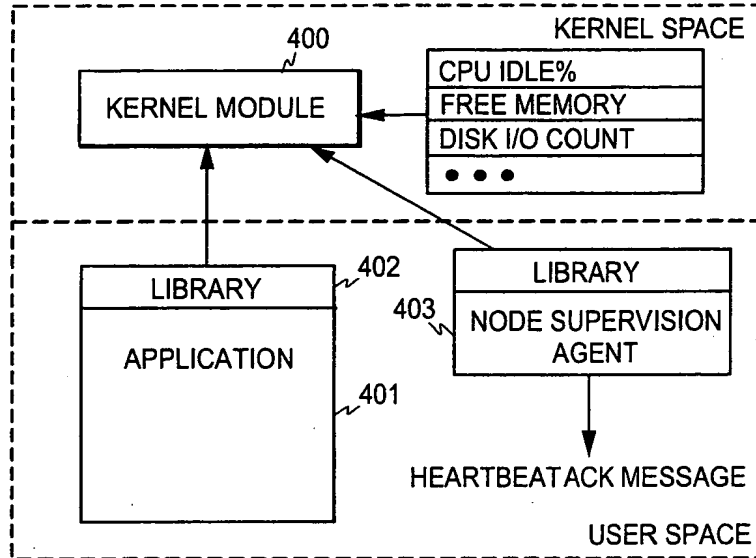 KERNEL SPACE
400
KERNEL MODULE
CPU IDLE%
FREE MEMORY
DISK I/O COUNT
402
LIBRARY
APPLICATION
401
LIBRARY
403
NODE SUPERVISION
AGENT
HEARTBEATACK MESSAGE
USER SPACE